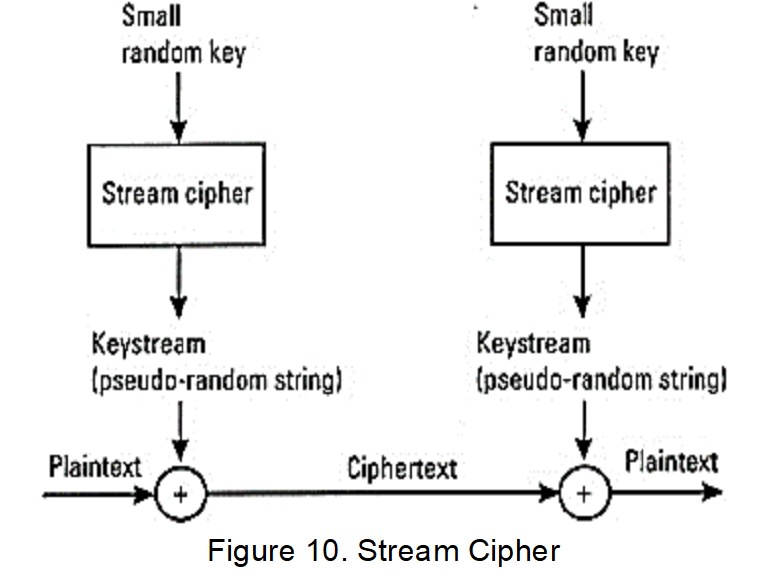 Small
random key
Small
random key
Stream cipher
Stream cipher
Keystream
(pseudo-random string)
Keystream
(pseudo-random string)
Plaintext
+
Ciphertext
+
Plaintext
Figure 10. Stream Cipher